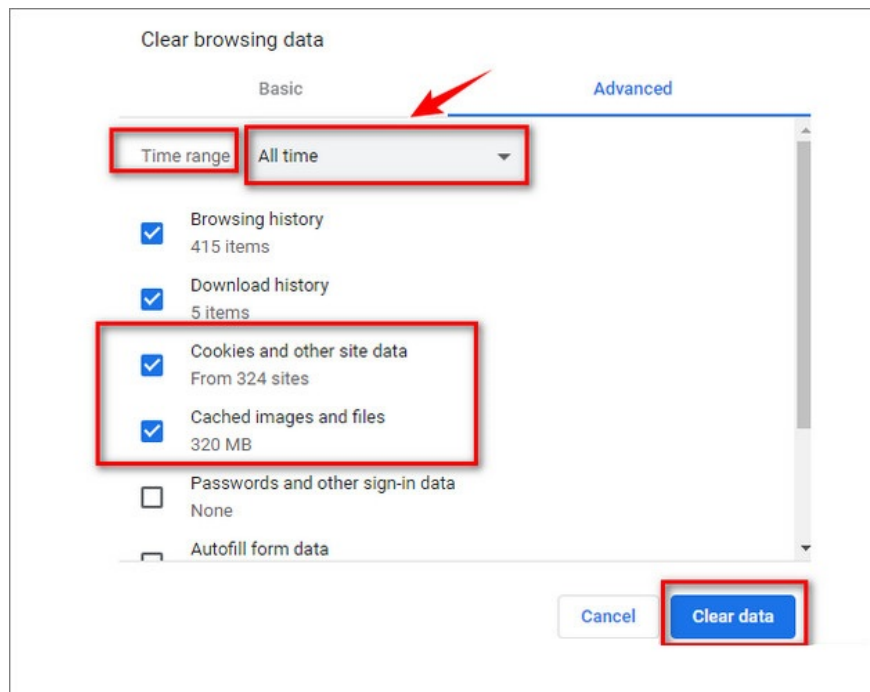 Clear browsing data
Basic
Advanced
Time range
All time
Browsing history
415 items
Download history
5 items
Cookies and other site data
From 324 sites
Cached images and files
320 MB
Passwords and other sign-in data
None
Autofill form data
Cancel
Clear data